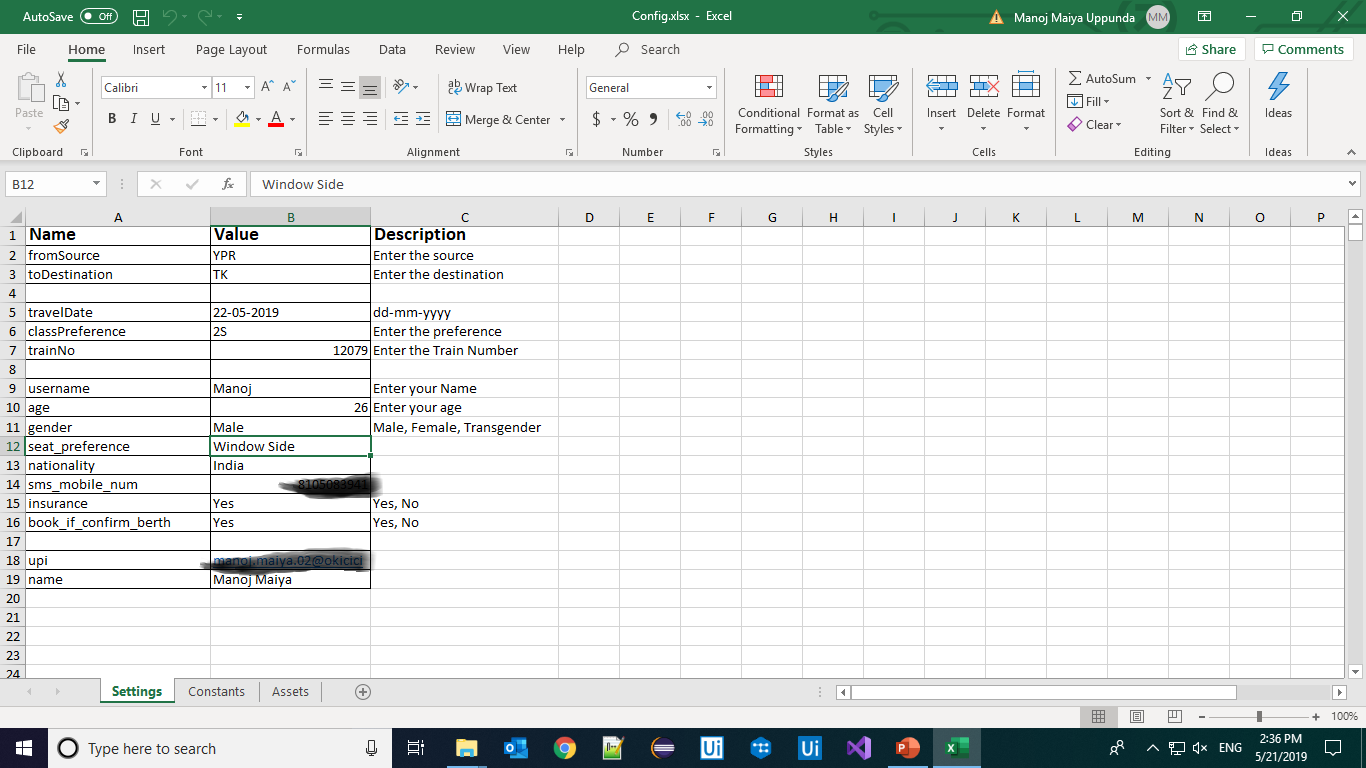 AutoSave Off Config.xlsx - Excel Manoj Maiya Uppunda MM
File Home Insert Page Layout Formulas Data Review View Help Search Share Comments
Paste Calibri 11 Wrap Text General Conditional Formatting Format as Table Cell Styles Insert Delete Format AutoSum Fill Clear Sort & Filter Find & Select Ideas
B I U A Merge & Center $ %
Clipboard Font Alignment Number Styles Cells Editing Ideas
B12 fx Window Side
A B C D E F G H I J K L M N O P
1 Name Value Description
2 fromSource YPR Enter the source
3 toDestination TK Enter the destination
4
5 travelDate 22-05-2019 dd-mm-yyyy
6 classPreference 2S Enter the preference
7 trainNo 12079 Enter the Train Number
8
9 username Manoj Enter your Name
10 age 26 Enter your age
11 gender Male Male, Female, Transgender
12 seat_preference Window Side
13 nationality India
14 sms_mobile_num
15 insurance Yes Yes, No
16 book_if_confirm_berth Yes Yes, No
17
18 upi
19 name Manoj Maiya
20
21
22
23
24
Settings Constants Assets
100%
Type here to search ENG 2:36 PM
5/21/2019